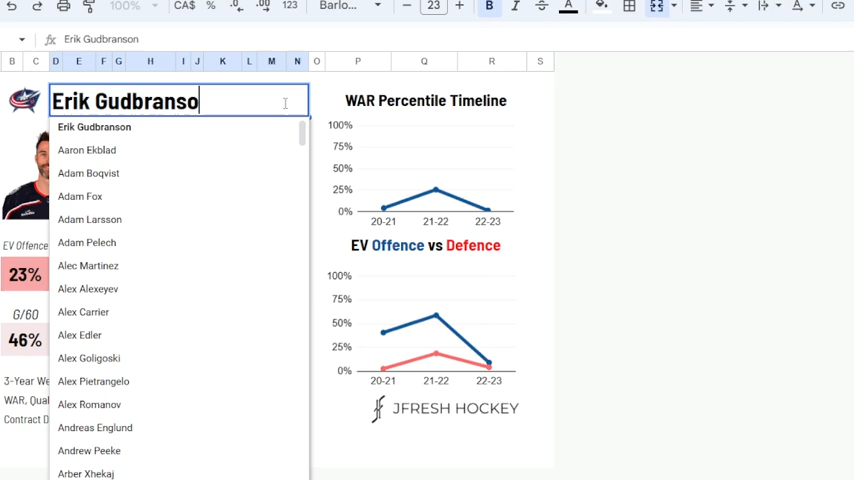 100% CA$ % .0 .00 123 Barlo... − 23 + B I A
Erik Gudbranson
B C D E F G H I J K L M N O P Q R S
Erik Gudbranso
Erik Gudbranson
Aaron Ekblad
Adam Boqvist
Adam Fox
Adam Larsson
Adam Pelech
Alec Martinez
Alex Alexeyev
Alex Carrier
Alex Edler
Alex Goligoski
Alex Pietrangelo
Alex Romanov
Andreas Englund
Andrew Peeke
Arber Xhekaj
EV Offence
23%
G/60
46%
3-Year We
WAR, Qual
Contract D
WAR Percentile Timeline
100%
75%
50%
25%
0%
20-21 21-22 22-23
EV Offence vs Defence
100%
75%
50%
25%
0%
20-21 21-22 22-23
JFRESH HOCKEY